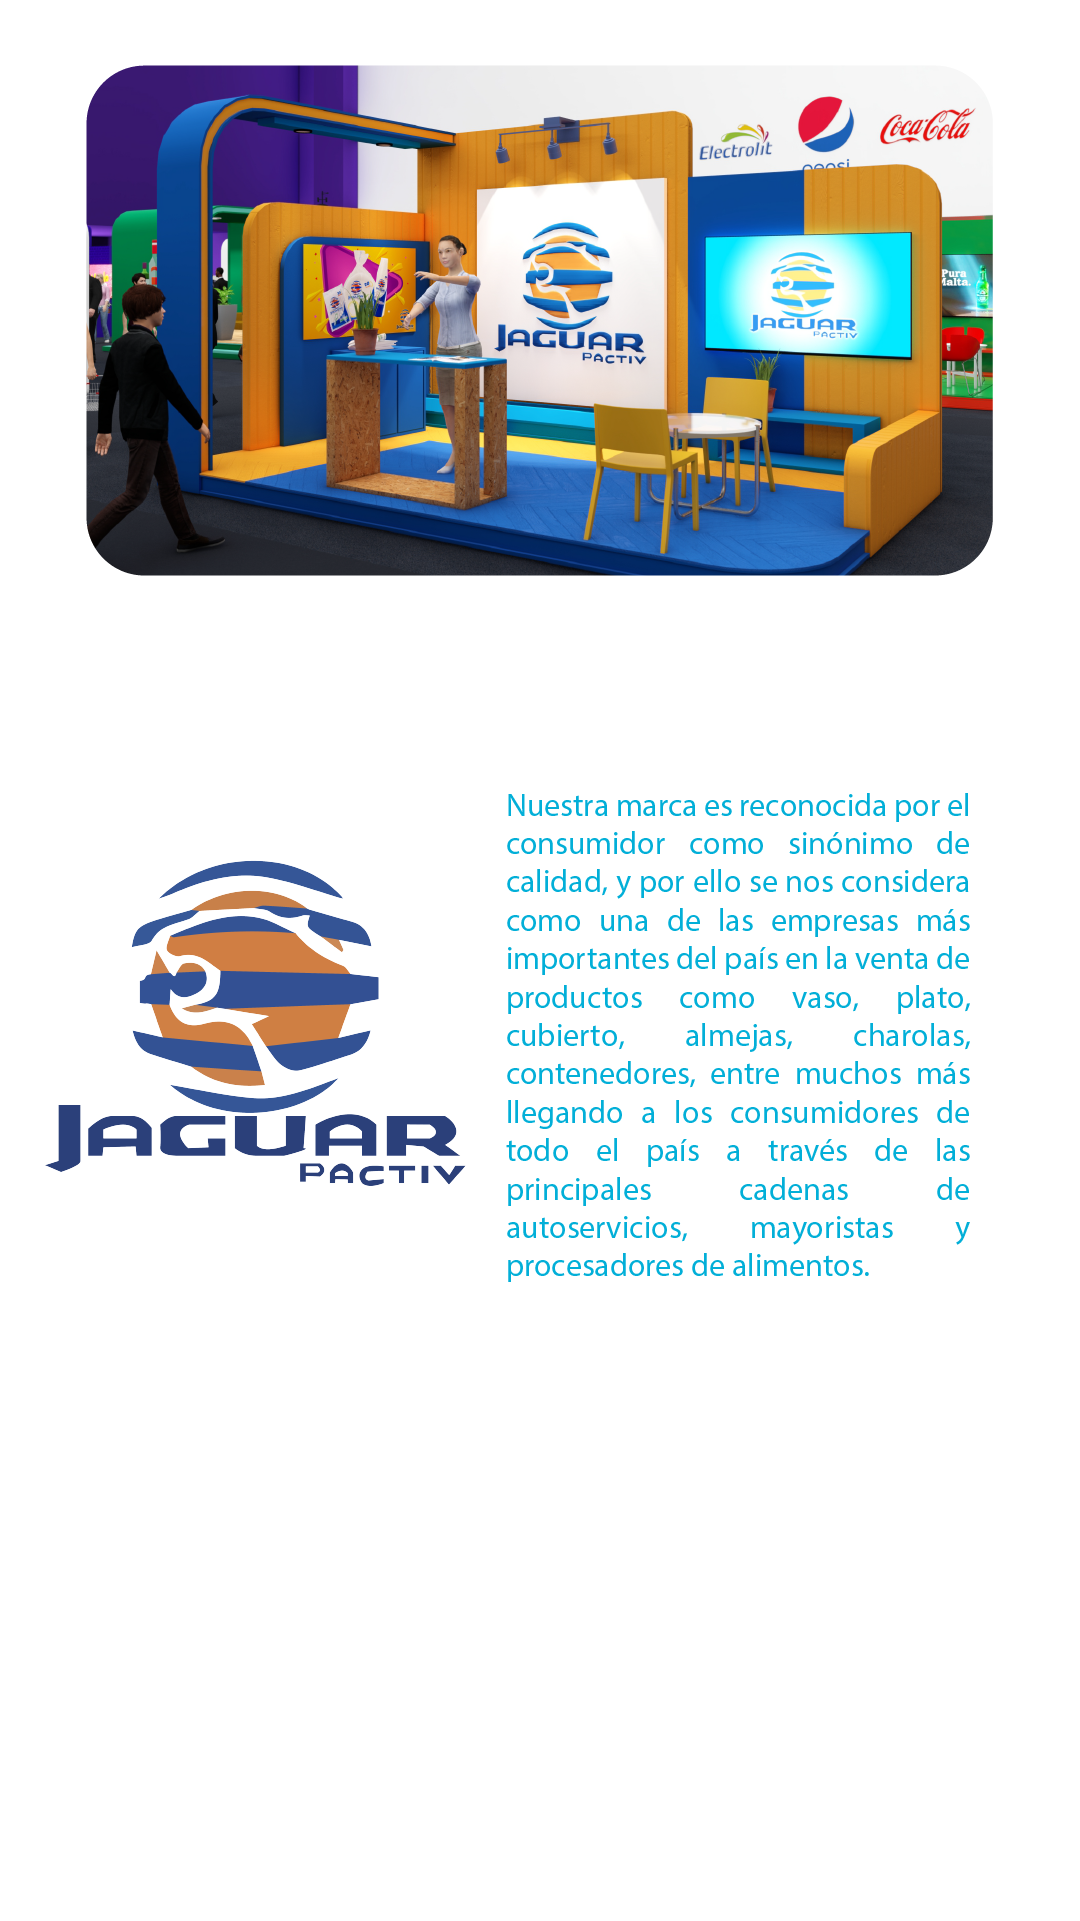 Electrolit
pepsi
Coca-Cola
JAGUAR
PACTIV
JAGUAR
PACTIV
Pura
Malta.
Nuestra marca es reconocida por el
consumidor como sinónimo de
calidad, y por ello se nos considera
como una de las empresas más
importantes del país en la venta de
productos como vaso, plato,
cubierto, almejas, charolas,
contenedores, entre muchos más
llegando a los consumidores de
todo el país a través de las
principales cadenas de
autoservicios, mayoristas y
procesadores de alimentos.
JAGUAR
PACTIV